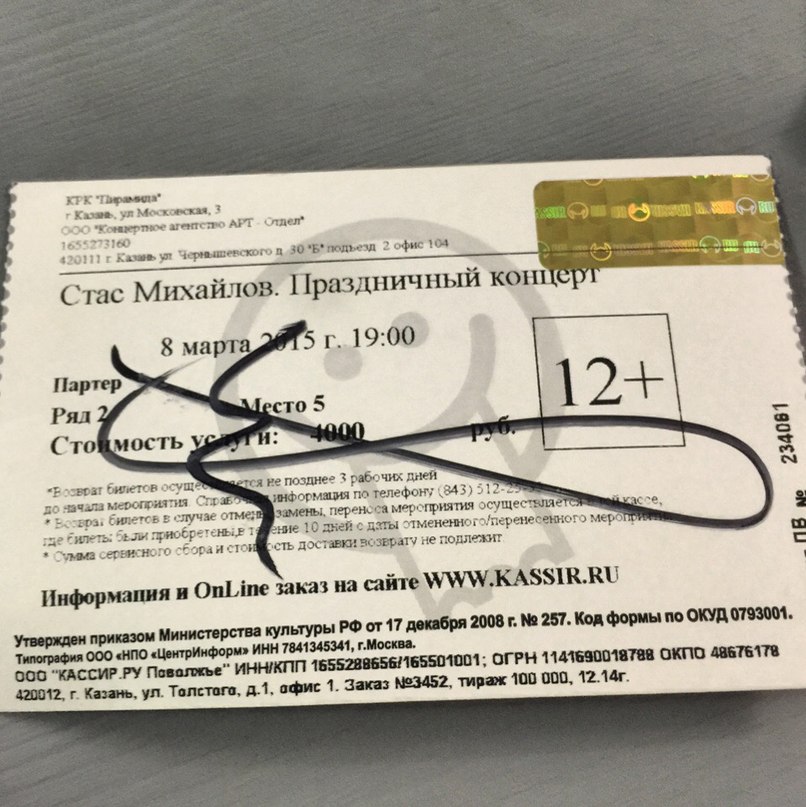 КРК "Пирамида"
г Казань, ул Московская, 3
ООО "Концертное агентство АРТ - Отдел"
1655273160
420111 г. Казань ул. Чернышевского д. 30 "Б" подъезд 2 офис 104
KASSIR.RU
Стас Михайлов. Праздничный концерт
8 марта 2015 г. 19:00
12+
Партер
Ряд 2 Место 5
Стоимость услуги: 4000 руб.
*Возврат билетов осуществляется не позднее 3 рабочих дней
до начала мероприятия. Справочная информация по телефону (843) 512-25-
* Возврат билетов в случае отмены, замены, переноса мероприятия осуществляется в той кассе,
где билеты были приобретены,в течение 10 дней с даты отмененного/перенесенного мероприятия
* Сумма сервисного сбора и стоимость доставки возврату не подлежит
Информация и OnLine заказ на сайте WWW.KASSIR.RU
Утвержден приказом Министерства культуры РФ от 17 декабря 2008 г. № 257. Код формы по ОКУД 0793001.
Типография ООО «НПО «ЦентрИнформ» ИНН 7841345341, г.Москва.
ООО "КАССИР.РУ Поволжье" ИНН/КПП 1655288656/165501001; ОГРН 1141690018788 ОКПО 48676178
420012, г. Казань, ул. Толстого, д.1, офис 1. Заказ №3452, тираж 100 000, 12.14г.
ПВ № 234081